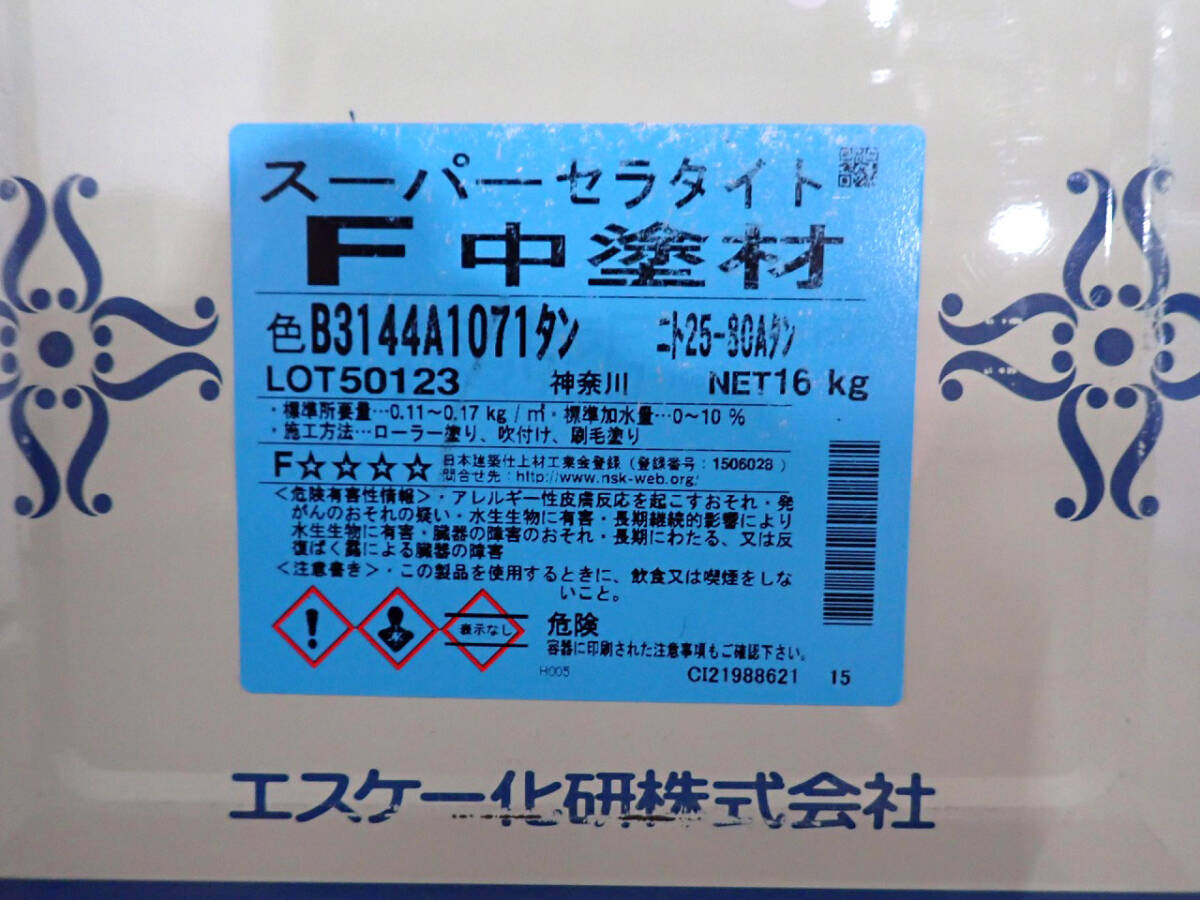 スーパーセラタイト
F 中塗材
色 B3144A1071タン ニト25-80Aタン
LOT50123 神奈川 NET16 kg
・標準所要量…0.11～0.17 kg / ㎡・標準加水量…0～10 %
・施工方法…ローラー塗り、吹付け、刷毛塗り
F☆☆☆☆ 日本建築仕上材工業会登録（登録番号：1506028）
問合せ先：http://www.nsk-web.org/
＜危険有害性情報＞・アレルギー性皮膚反応を起こすおそれ・発
がんのおそれの疑い・水生生物に有害・長期継続的影響により
水生生物に有害・臓器の障害のおそれ・長期にわたる、又は反
復ばく露による臓器の障害
＜注意書き＞・この製品を使用するときに、飲食又は喫煙をしな
いこと。
表示なし
危険
容器に印刷された注意事項もご確認下さい。
H005 CI21988621 15
エスケー化研株式会社